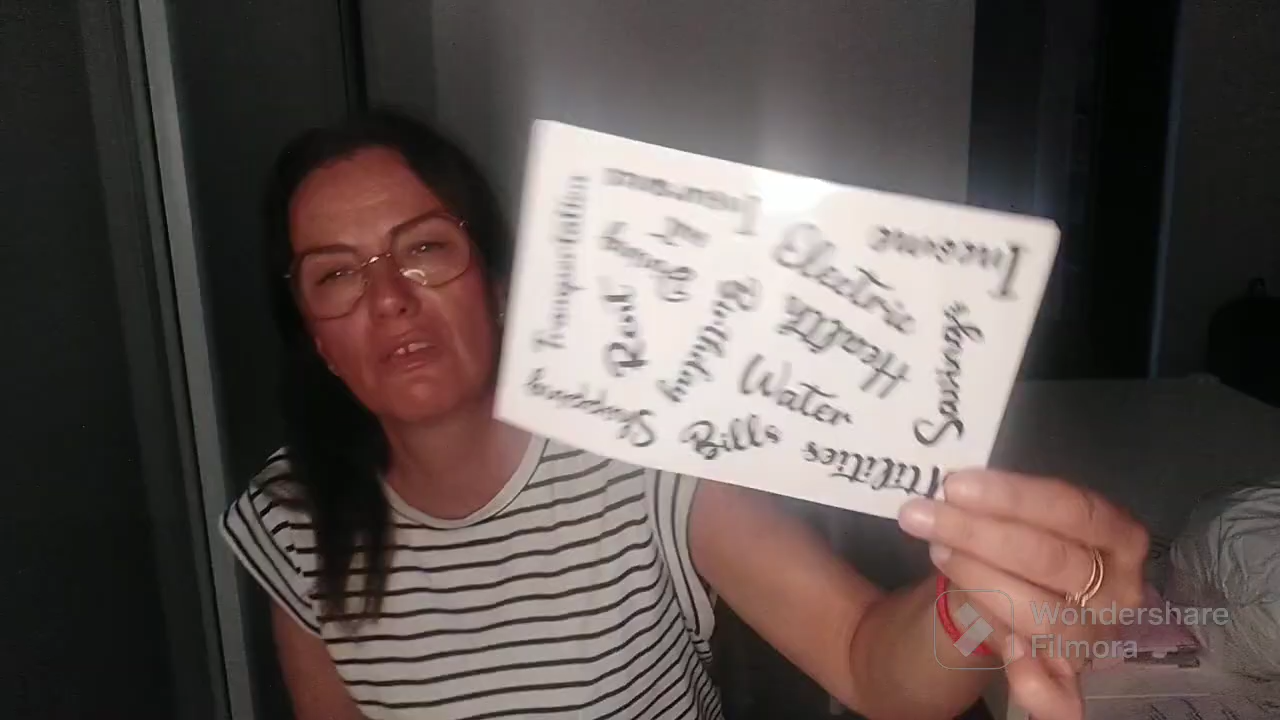 Transportation
Insurance
Income
Electric
Rent
Birthday
Health
Savings
Water
Shopping
Bills
Utilities
Wondershare
Filmora